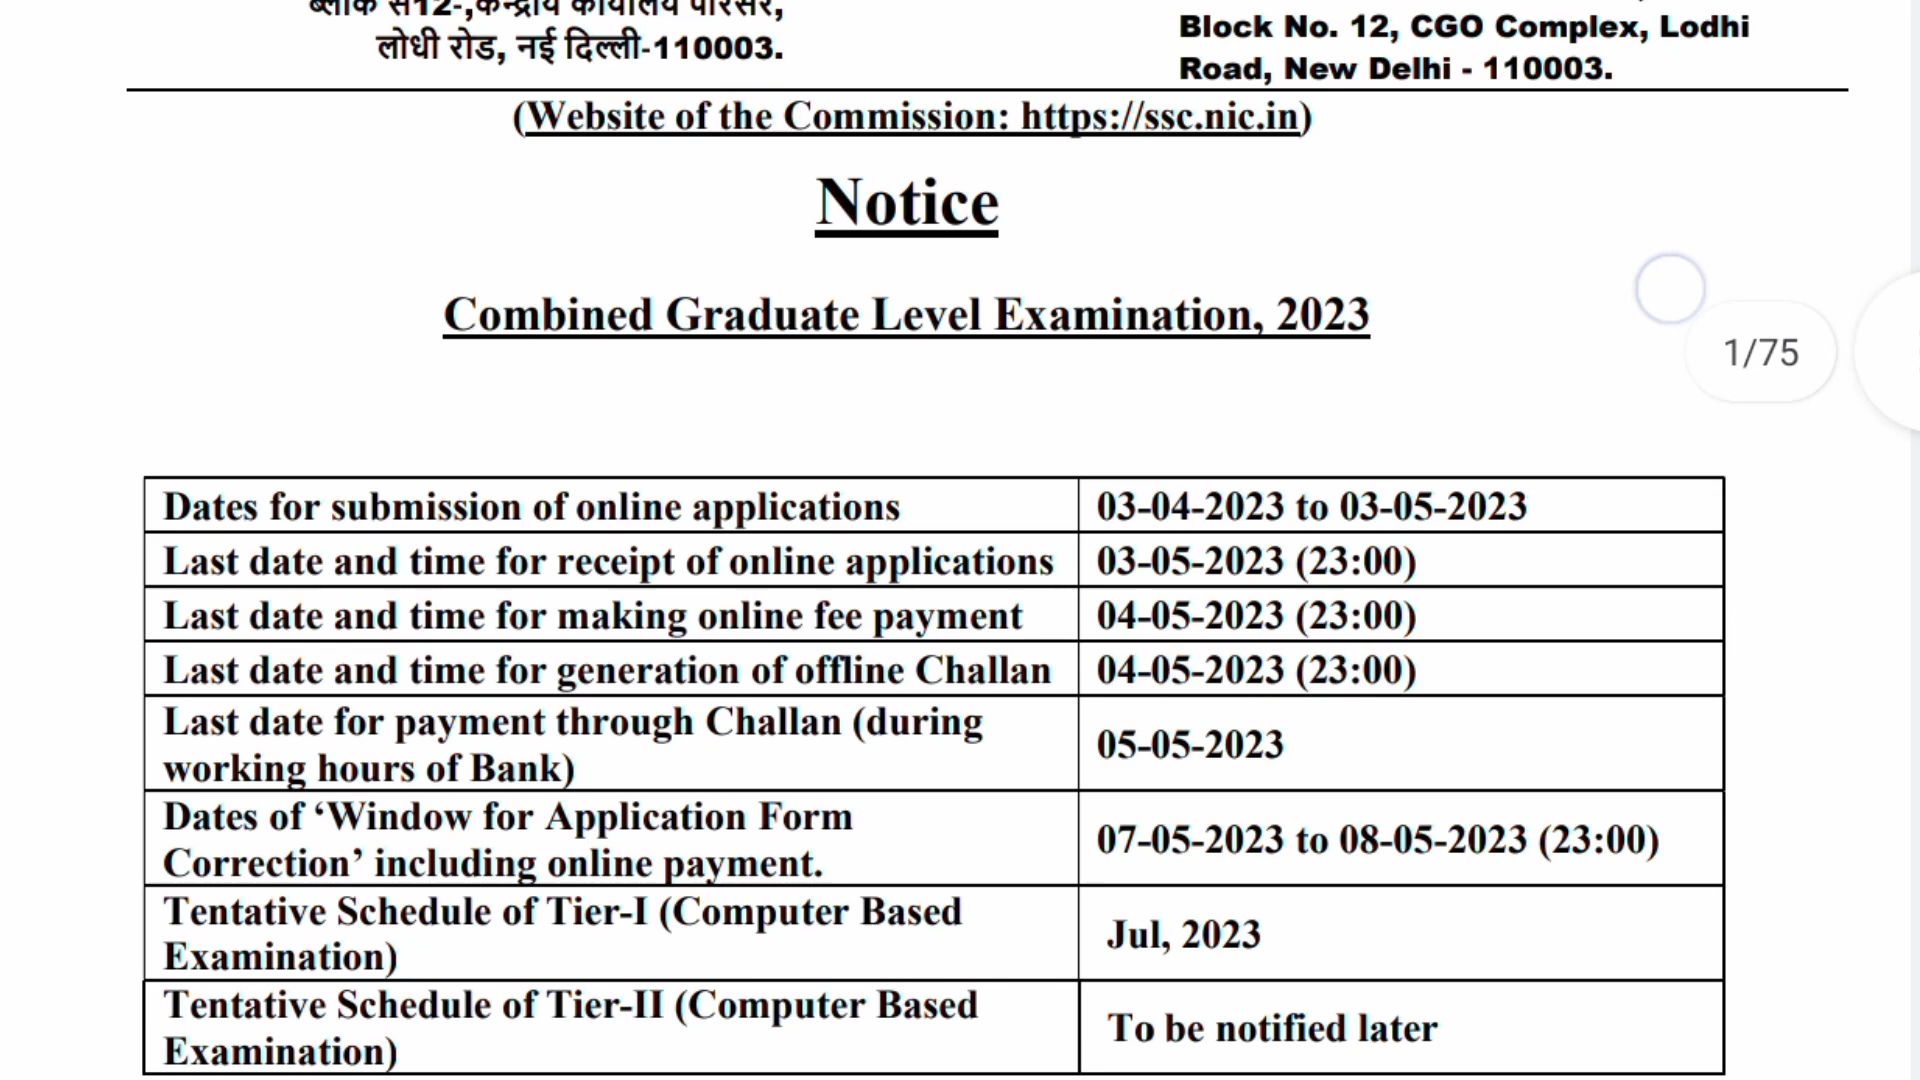 ब्लॉक सं12-,केन्द्रीय कार्यालय परिसर,
लोधी रोड, नई दिल्ली-110003.
Block No. 12, CGO Complex, Lodhi
Road, New Delhi - 110003.
(Website of the Commission: https://ssc.nic.in)
Notice
Combined Graduate Level Examination, 2023
1/75
Dates for submission of online applications 03-04-2023 to 03-05-2023
Last date and time for receipt of online applications 03-05-2023 (23:00)
Last date and time for making online fee payment 04-05-2023 (23:00)
Last date and time for generation of offline Challan 04-05-2023 (23:00)
Last date for payment through Challan (during
working hours of Bank)
05-05-2023
Dates of ‘Window for Application Form
Correction’ including online payment.
07-05-2023 to 08-05-2023 (23:00)
Tentative Schedule of Tier-I (Computer Based
Examination)
Jul, 2023
Tentative Schedule of Tier-II (Computer Based
Examination)
To be notified later